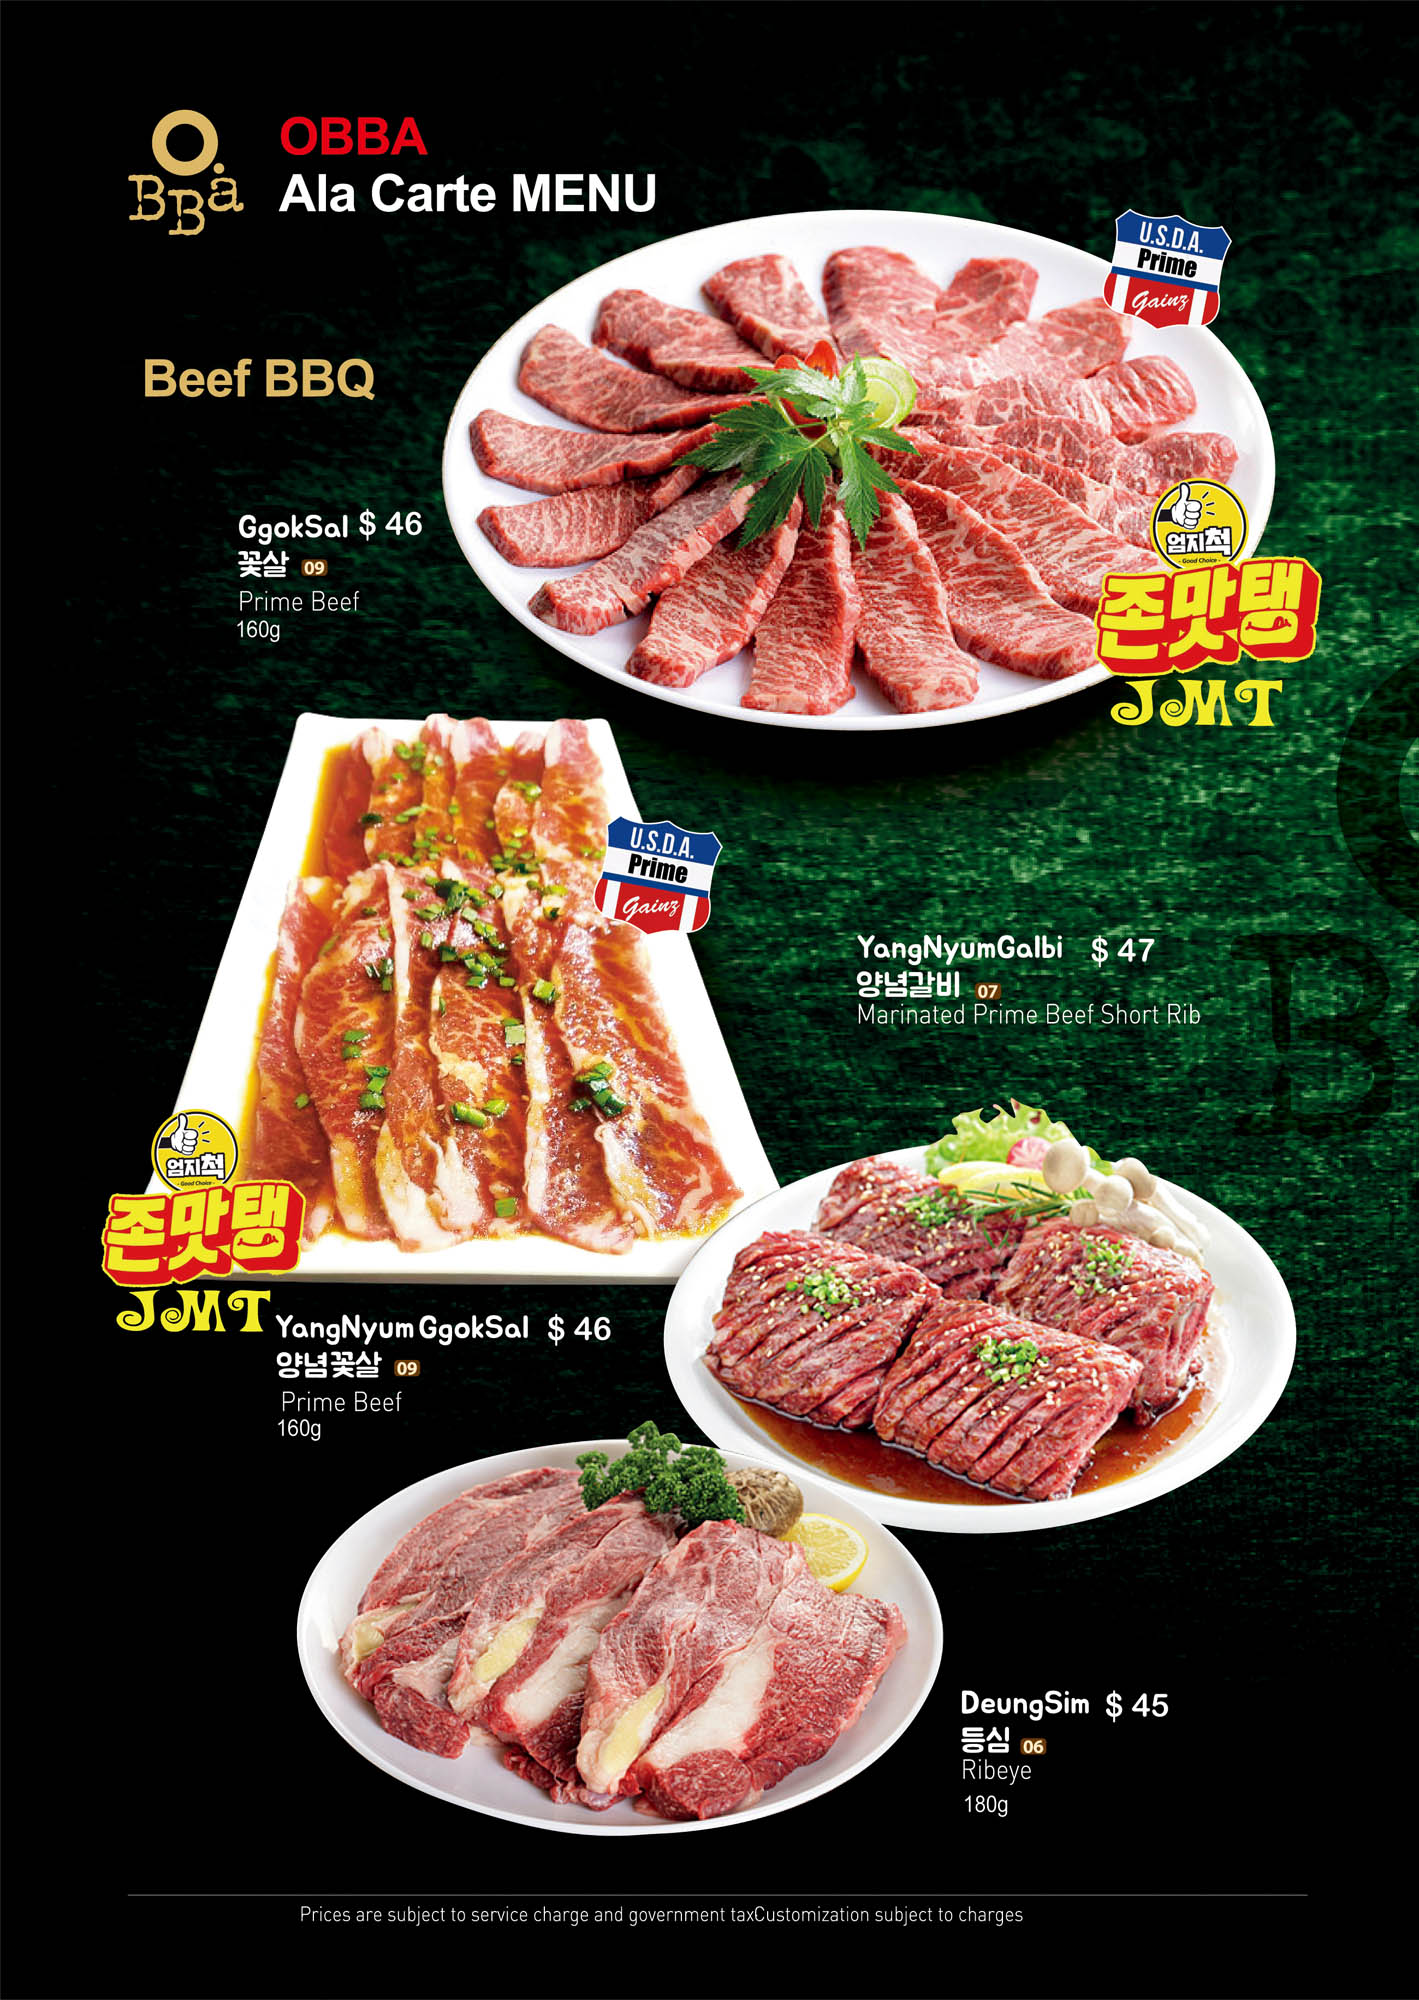 O.
BBa
OBBA
Ala Carte MENU
U.S.D.A.
Prime
Gainz
Beef BBQ
GgokSal $ 46
꽃살 09
Prime Beef
160g
엄지척
- Good Choice -
존맛탱
JMT
U.S.D.A.
Prime
Gainz
YangNyumGalbi $ 47
양념갈비 07
Marinated Prime Beef Short Rib
엄지척
- Good Choice -
존맛탱
JMT
YangNyum GgokSal $ 46
양념꽃살 09
Prime Beef
160g
DeungSim $ 45
등심 06
Ribeye
180g
Prices are subject to service charge and government taxCustomization subject to charges